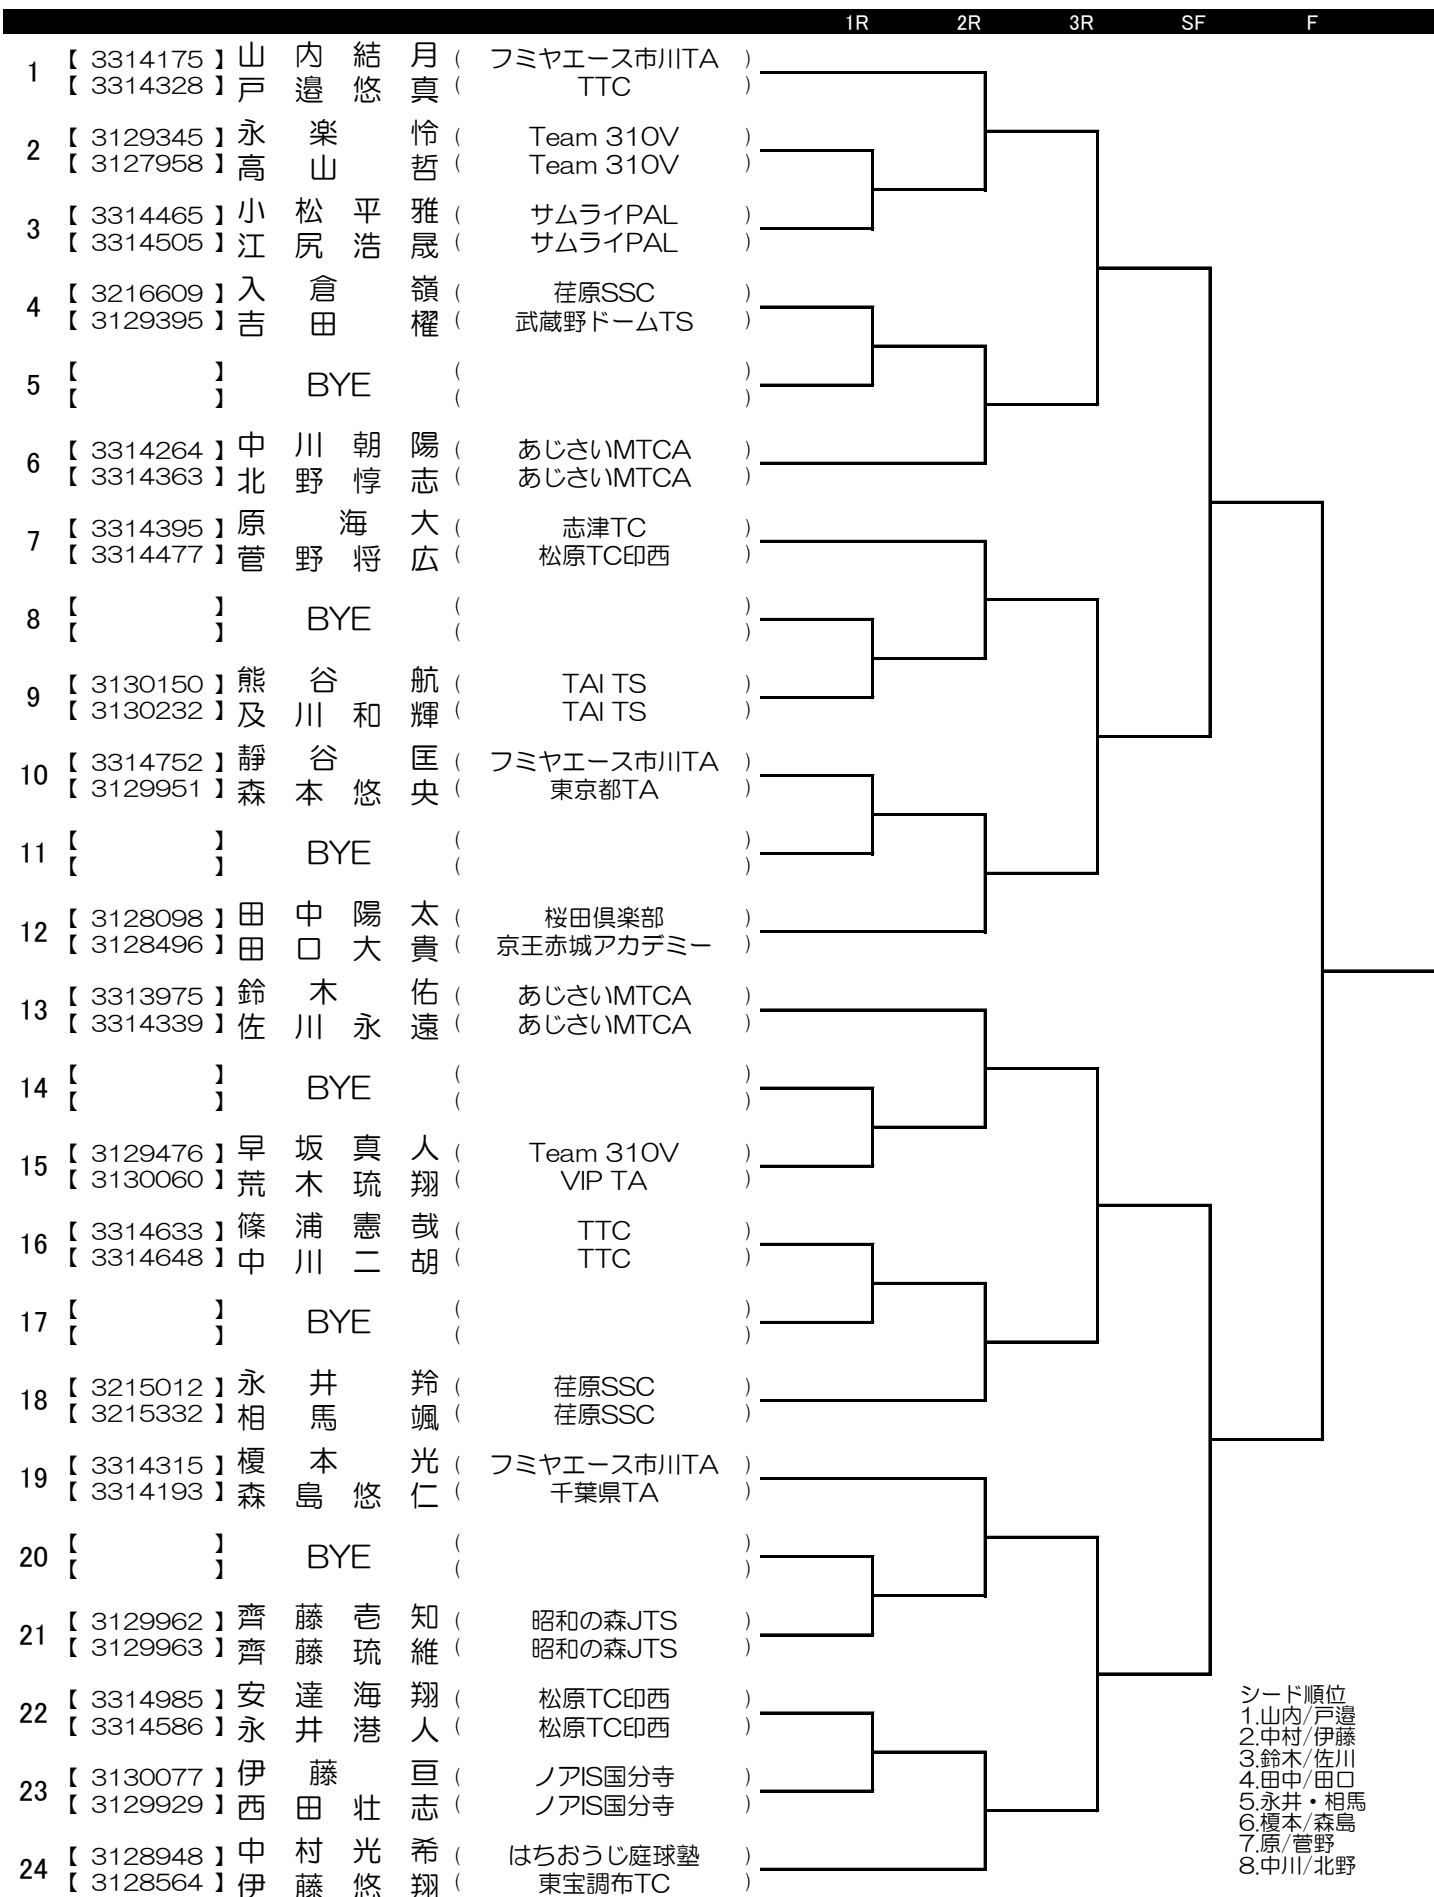 1R 2R 3R SF F
1 【 3314175 】 山内結月 ( フミヤエース市川TA )
【 3314328 】 戸邉悠真 ( TTC )
2 【 3129345 】 永楽怜 ( Team 310V )
【 3127958 】 高山哲 ( Team 310V )
3 【 3314465 】 小松平雅 ( サムライPAL )
【 3314505 】 江尻浩晟 ( サムライPAL )
4 【 3216609 】 入倉嶺 ( 荏原SSC )
【 3129395 】 吉田櫂 ( 武蔵野ドームTS )
5 【 】 BYE ( )
【 】 ( )
6 【 3314264 】 中川朝陽 ( あじさいMTCA )
【 3314363 】 北野惇志 ( あじさいMTCA )
7 【 3314395 】 原海大 ( 志津TC )
【 3314477 】 菅野将広 ( 松原TC印西 )
8 【 】 BYE ( )
【 】 ( )
9 【 3130150 】 熊谷航 ( TAI TS )
【 3130232 】 及川和輝 ( TAI TS )
10 【 3314752 】 靜谷匡 ( フミヤエース市川TA )
【 3129951 】 森本悠央 ( 東京都TA )
11 【 】 BYE ( )
【 】 ( )
12 【 3128098 】 田中陽太 ( 桜田倶楽部 )
【 3128496 】 田口大貴 ( 京王赤城アカデミー )
13 【 3313975 】 鈴木佑 ( あじさいMTCA )
【 3314339 】 佐川永遠 ( あじさいMTCA )
14 【 】 BYE ( )
【 】 ( )
15 【 3129476 】 早坂真人 ( Team 310V )
【 3130060 】 荒木琉翔 ( VIP TA )
16 【 3314633 】 篠浦憲哉 ( TTC )
【 3314648 】 中川二胡 ( TTC )
17 【 】 BYE ( )
【 】 ( )
18 【 3215012 】 永井羚 ( 荏原SSC )
【 3215332 】 相馬颯 ( 荏原SSC )
19 【 3314315 】 榎本光 ( フミヤエース市川TA )
【 3314193 】 森島悠仁 ( 千葉県TA )
20 【 】 BYE ( )
【 】 ( )
21 【 3129962 】 齊藤壱知 ( 昭和の森JTS )
【 3129963 】 齊藤琉維 ( 昭和の森JTS )
22 【 3314985 】 安達海翔 ( 松原TC印西 )
【 3314586 】 永井港人 ( 松原TC印西 )
23 【 3130077 】 伊藤亘 ( ノアIS国分寺 )
【 3129929 】 西田壮志 ( ノアIS国分寺 )
24 【 3128948 】 中村光希 ( はちおうじ庭球塾 )
【 3128564 】 伊藤悠翔 ( 東宝調布TC )
シード順位
1.山内/戸邉
2.中村/伊藤
3.鈴木/佐川
4.田中/田口
5.永井・相馬
6.榎本/森島
7.原/菅野
8.中川/北野